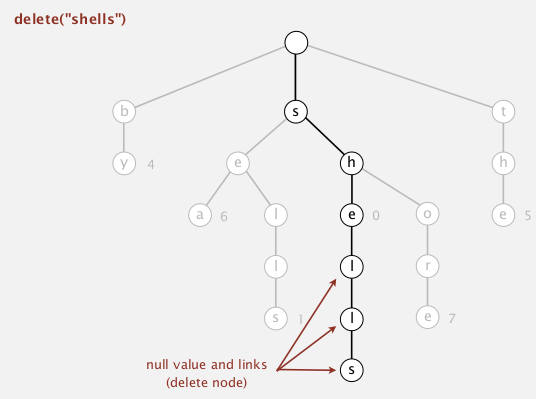 delete("shells")
b s t
y 4 e h h
a 6 l e 0 o e 5
l l r
s 1 l e 7
null value and links s
(delete node)